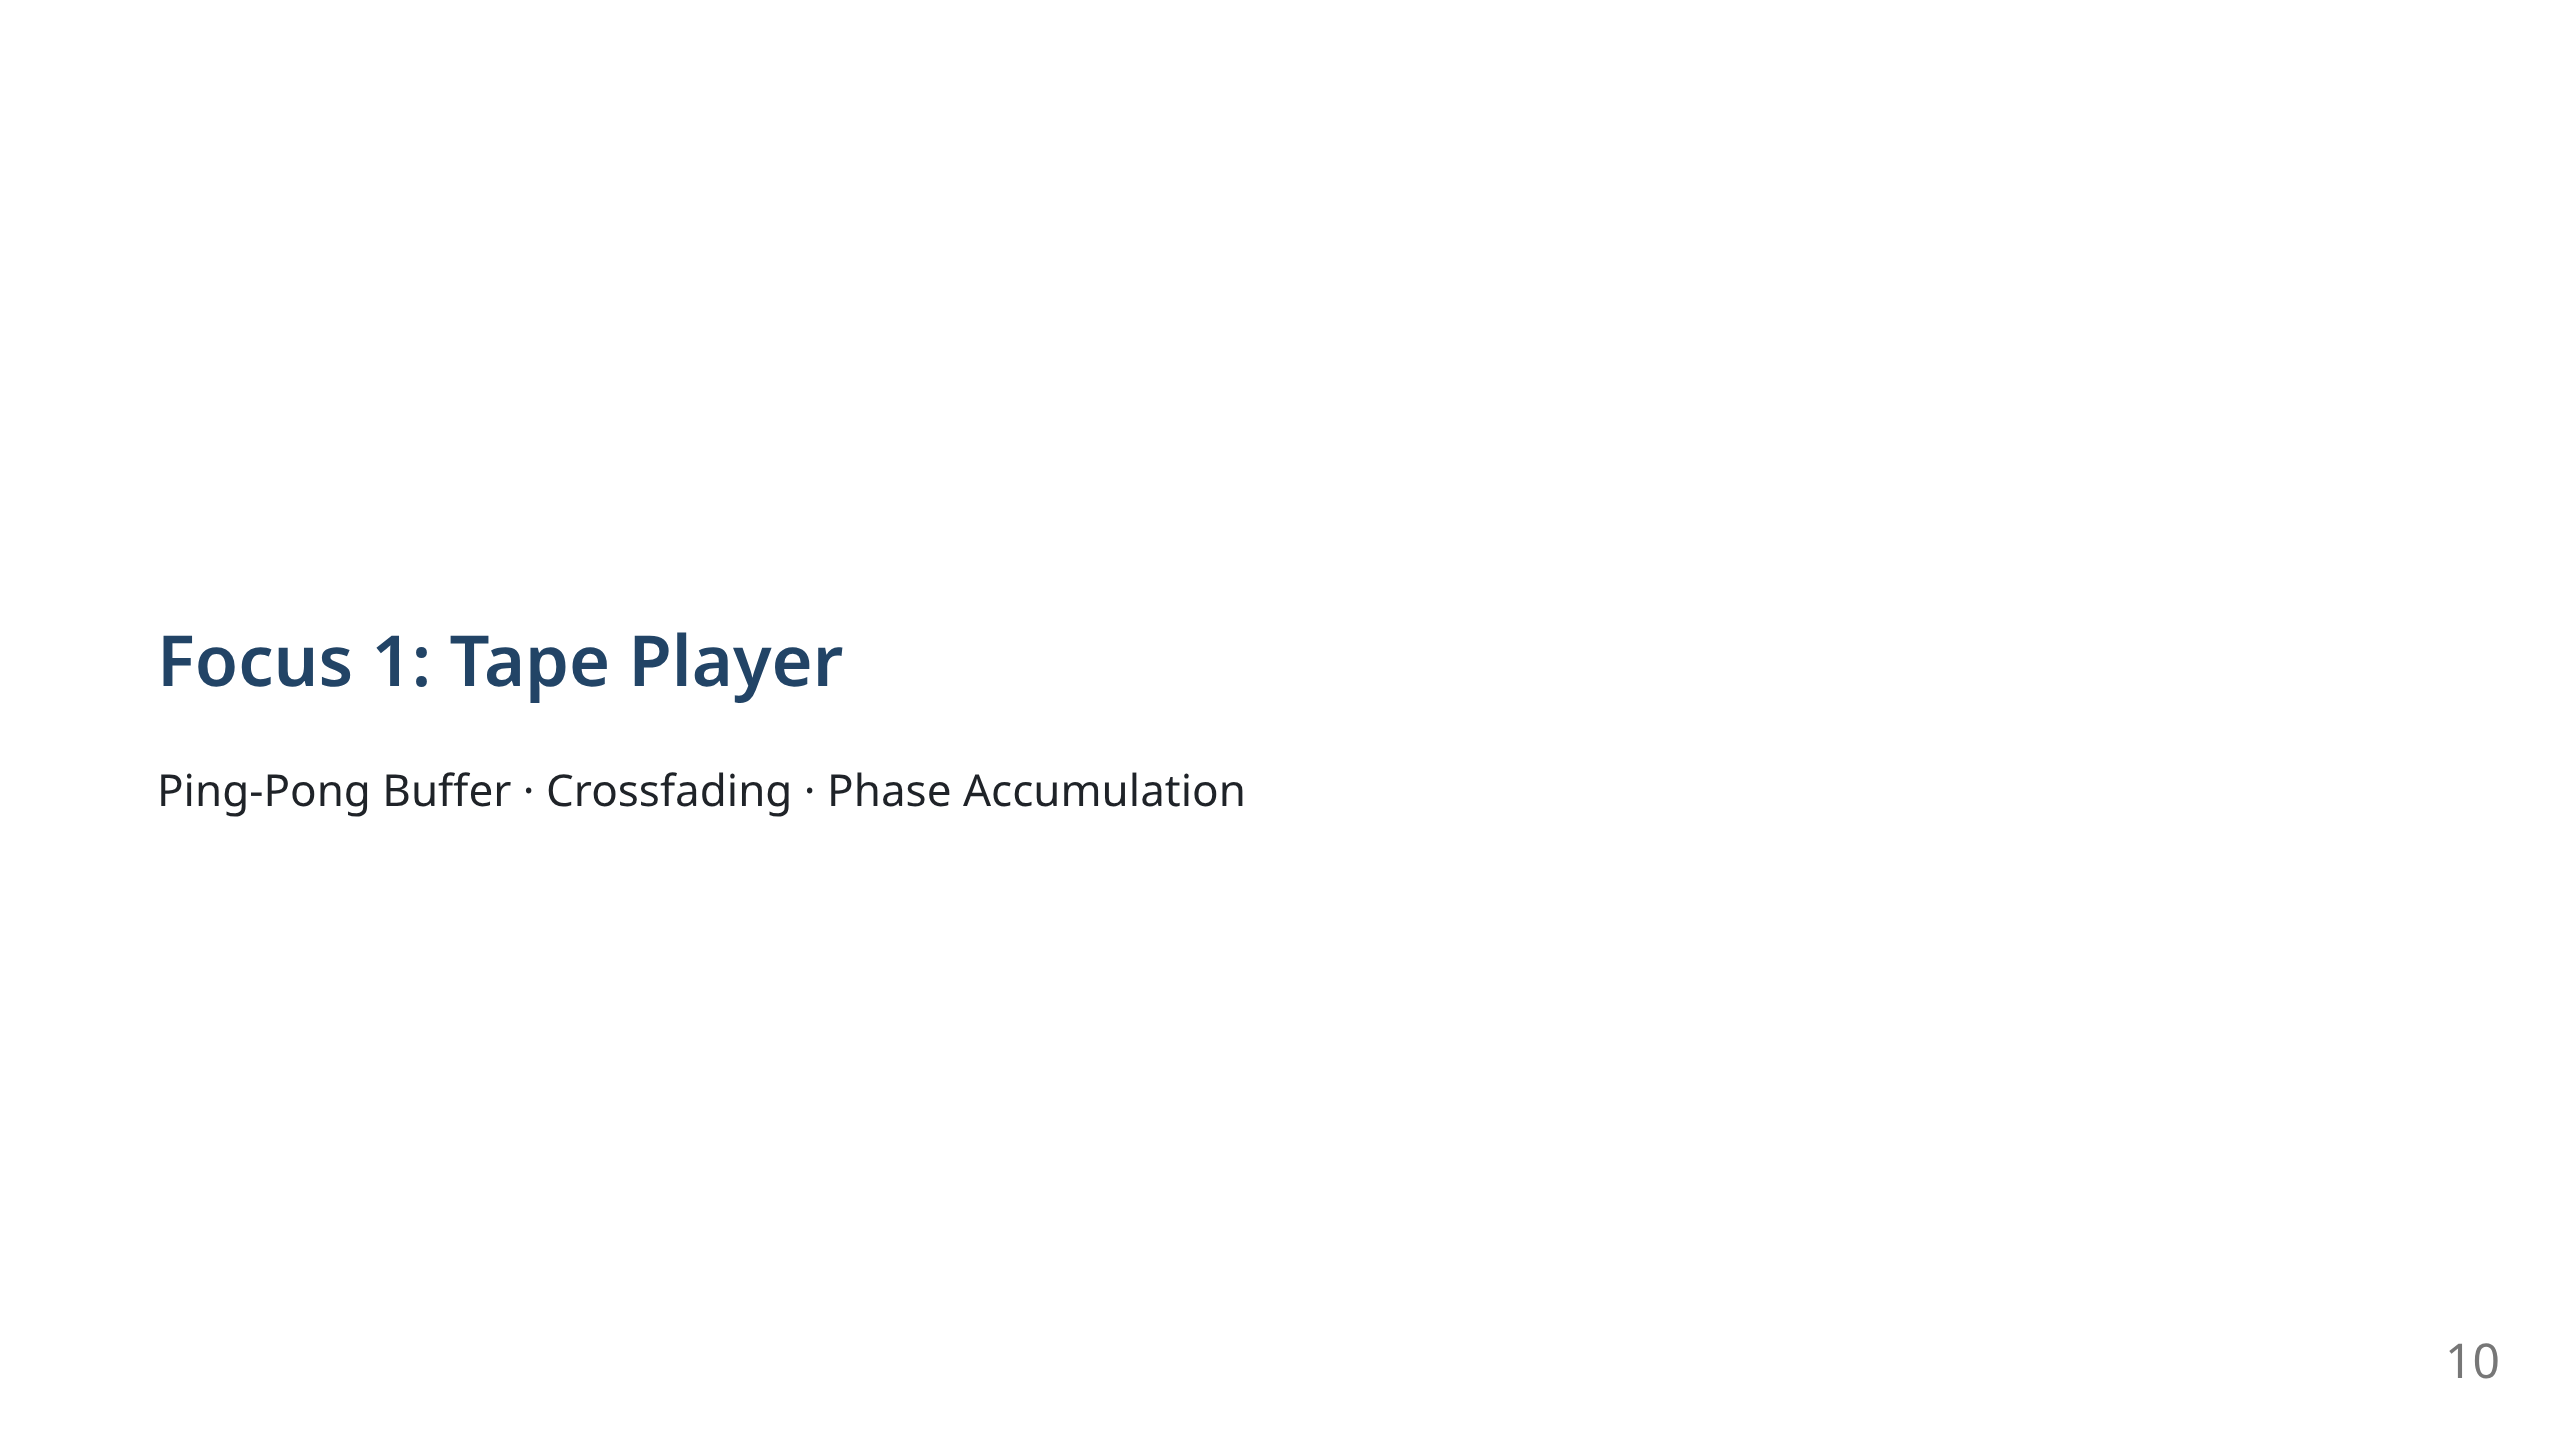 Focus 1: Tape Player
Ping-Pong Buffer · Crossfading · Phase Accumulation
10